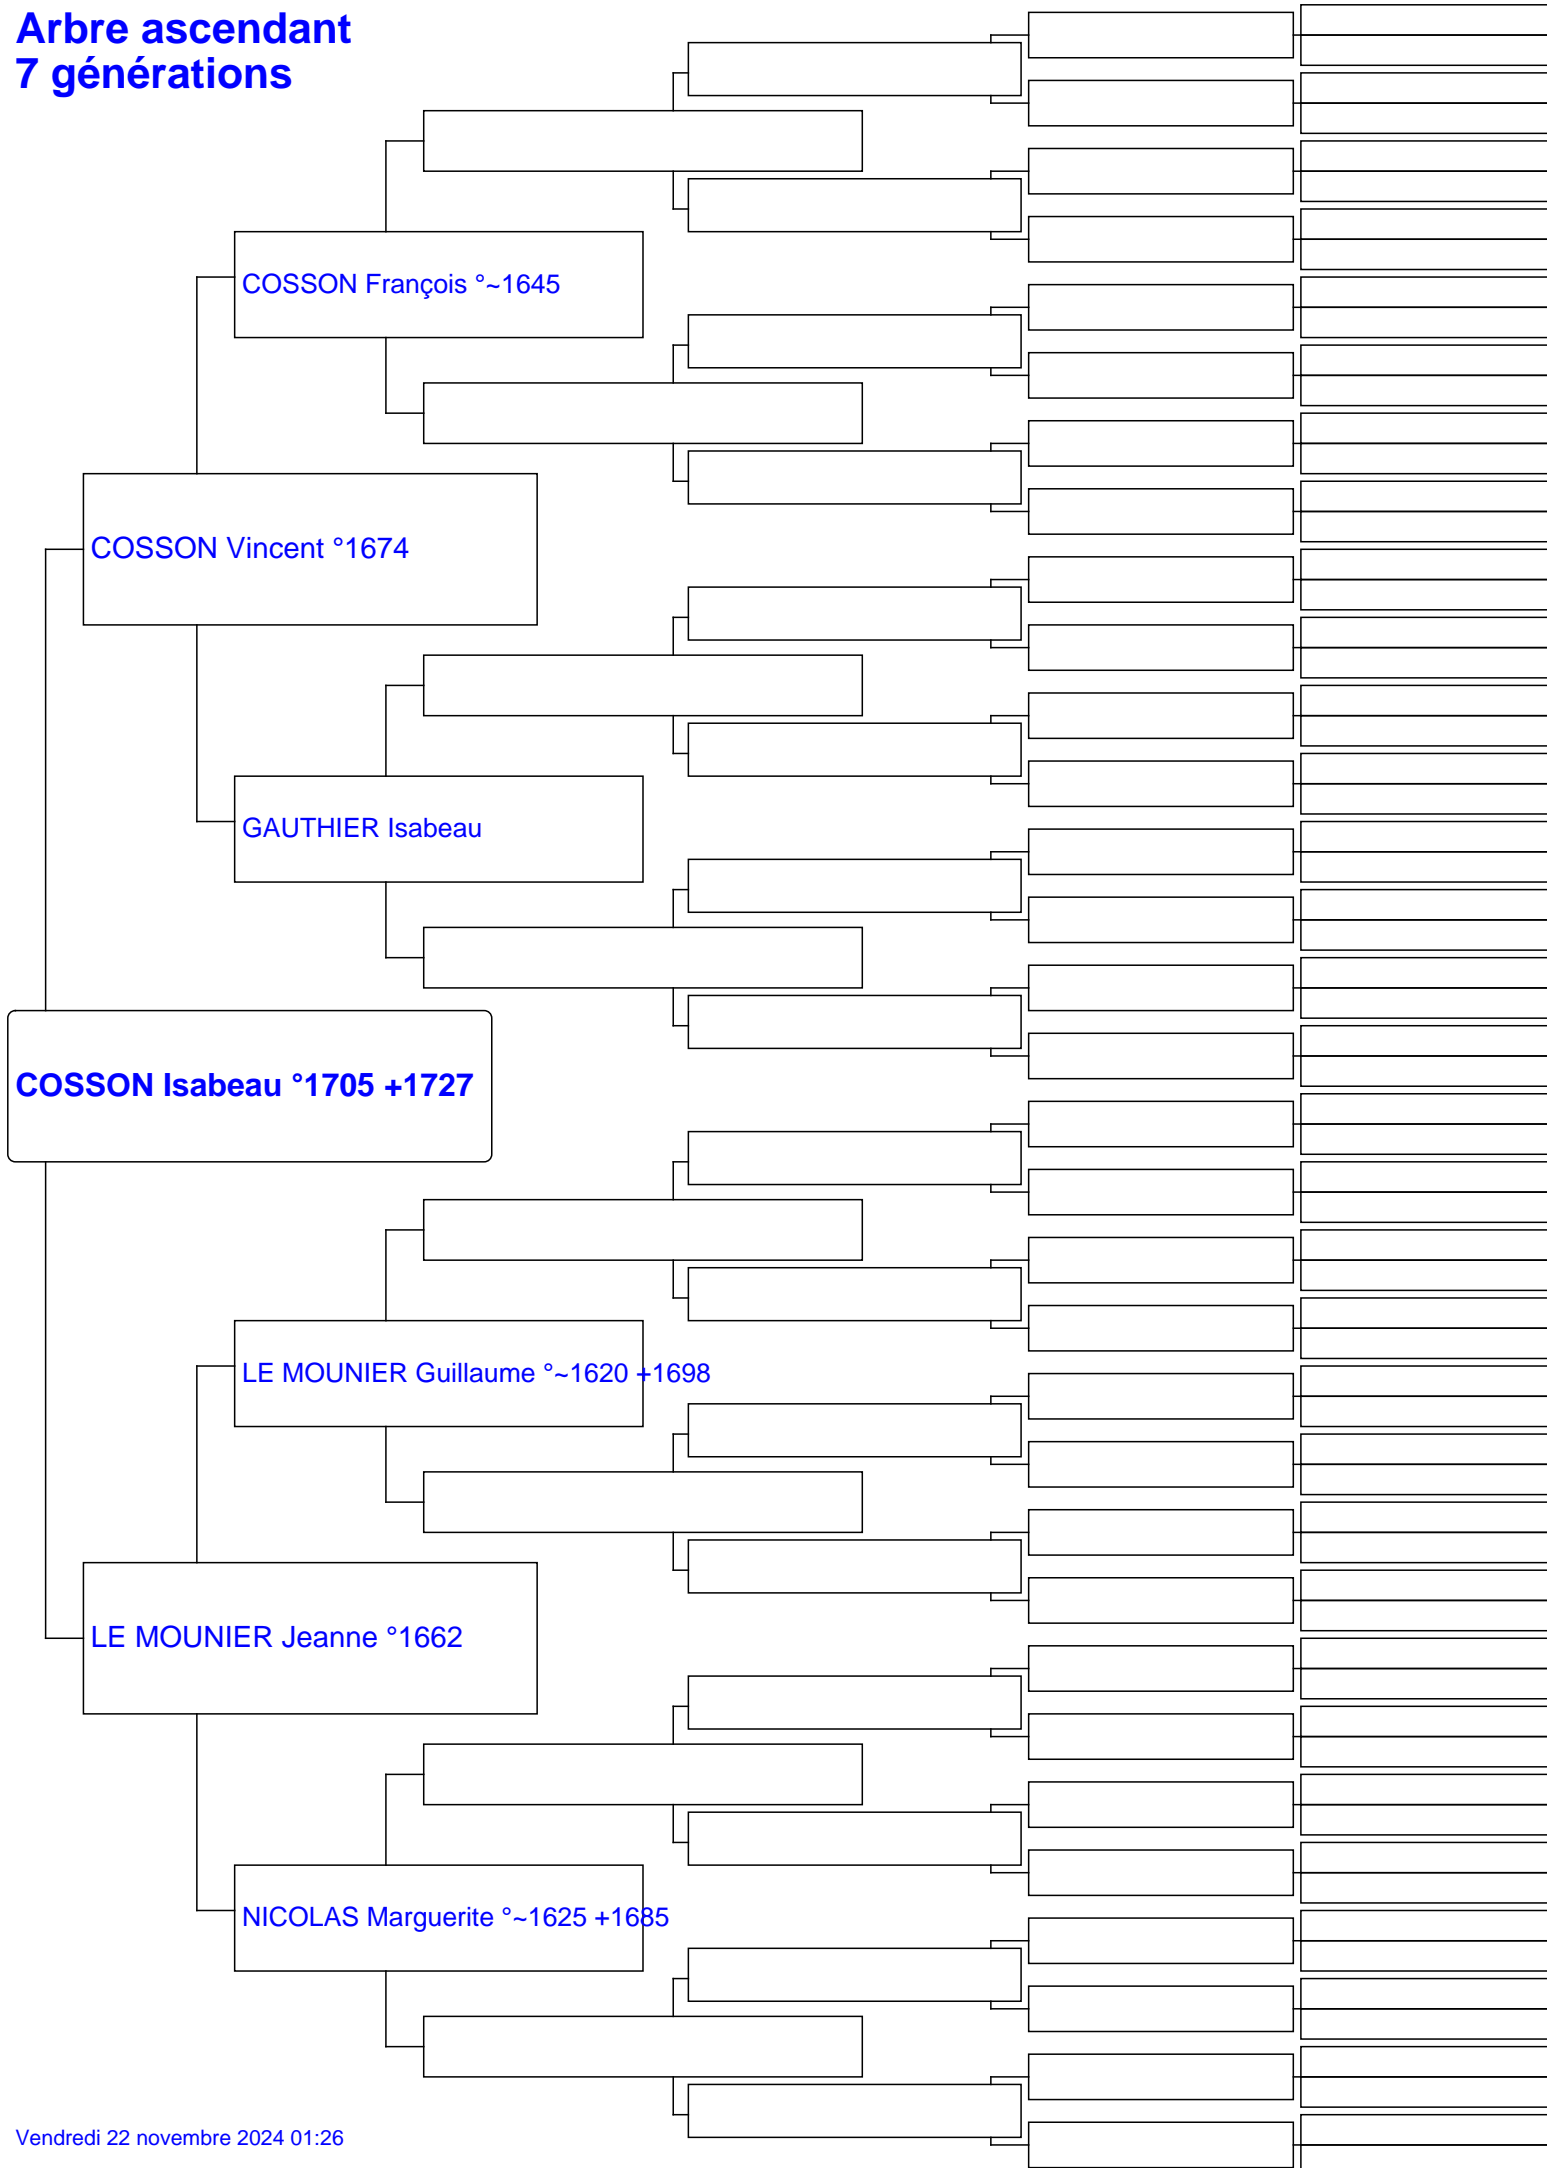 Arbre ascendant
7 générations
COSSON François °~1645
COSSON Vincent °1674
GAUTHIER Isabeau
COSSON Isabeau °1705 +1727
LE MOUNIER Guillaume °~1620 +1698
LE MOUNIER Jeanne °1662
NICOLAS Marguerite °~1625 +1685
Vendredi 22 novembre 2024 01:26